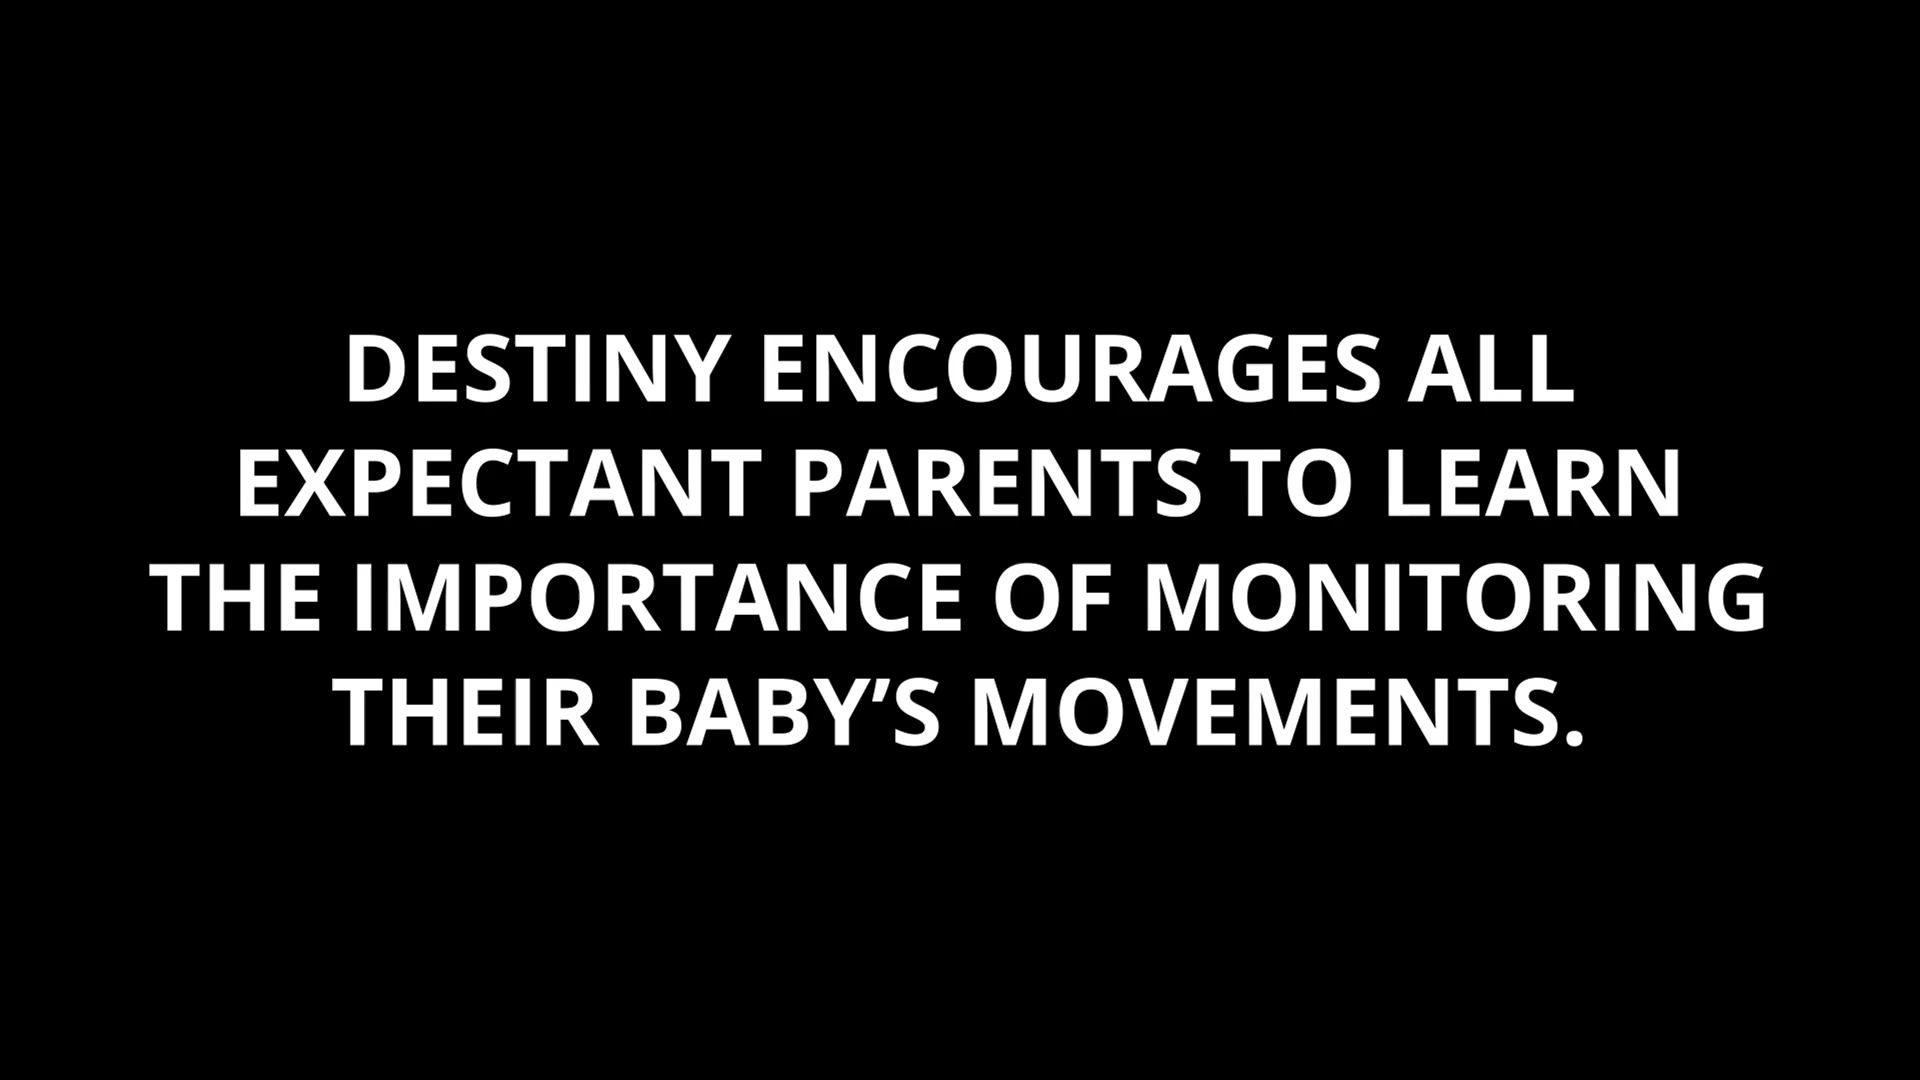 DESTINY ENCOURAGES ALL
EXPECTANT PARENTS TO LEARN
THE IMPORTANCE OF MONITORING
THEIR BABY’S MOVEMENTS.